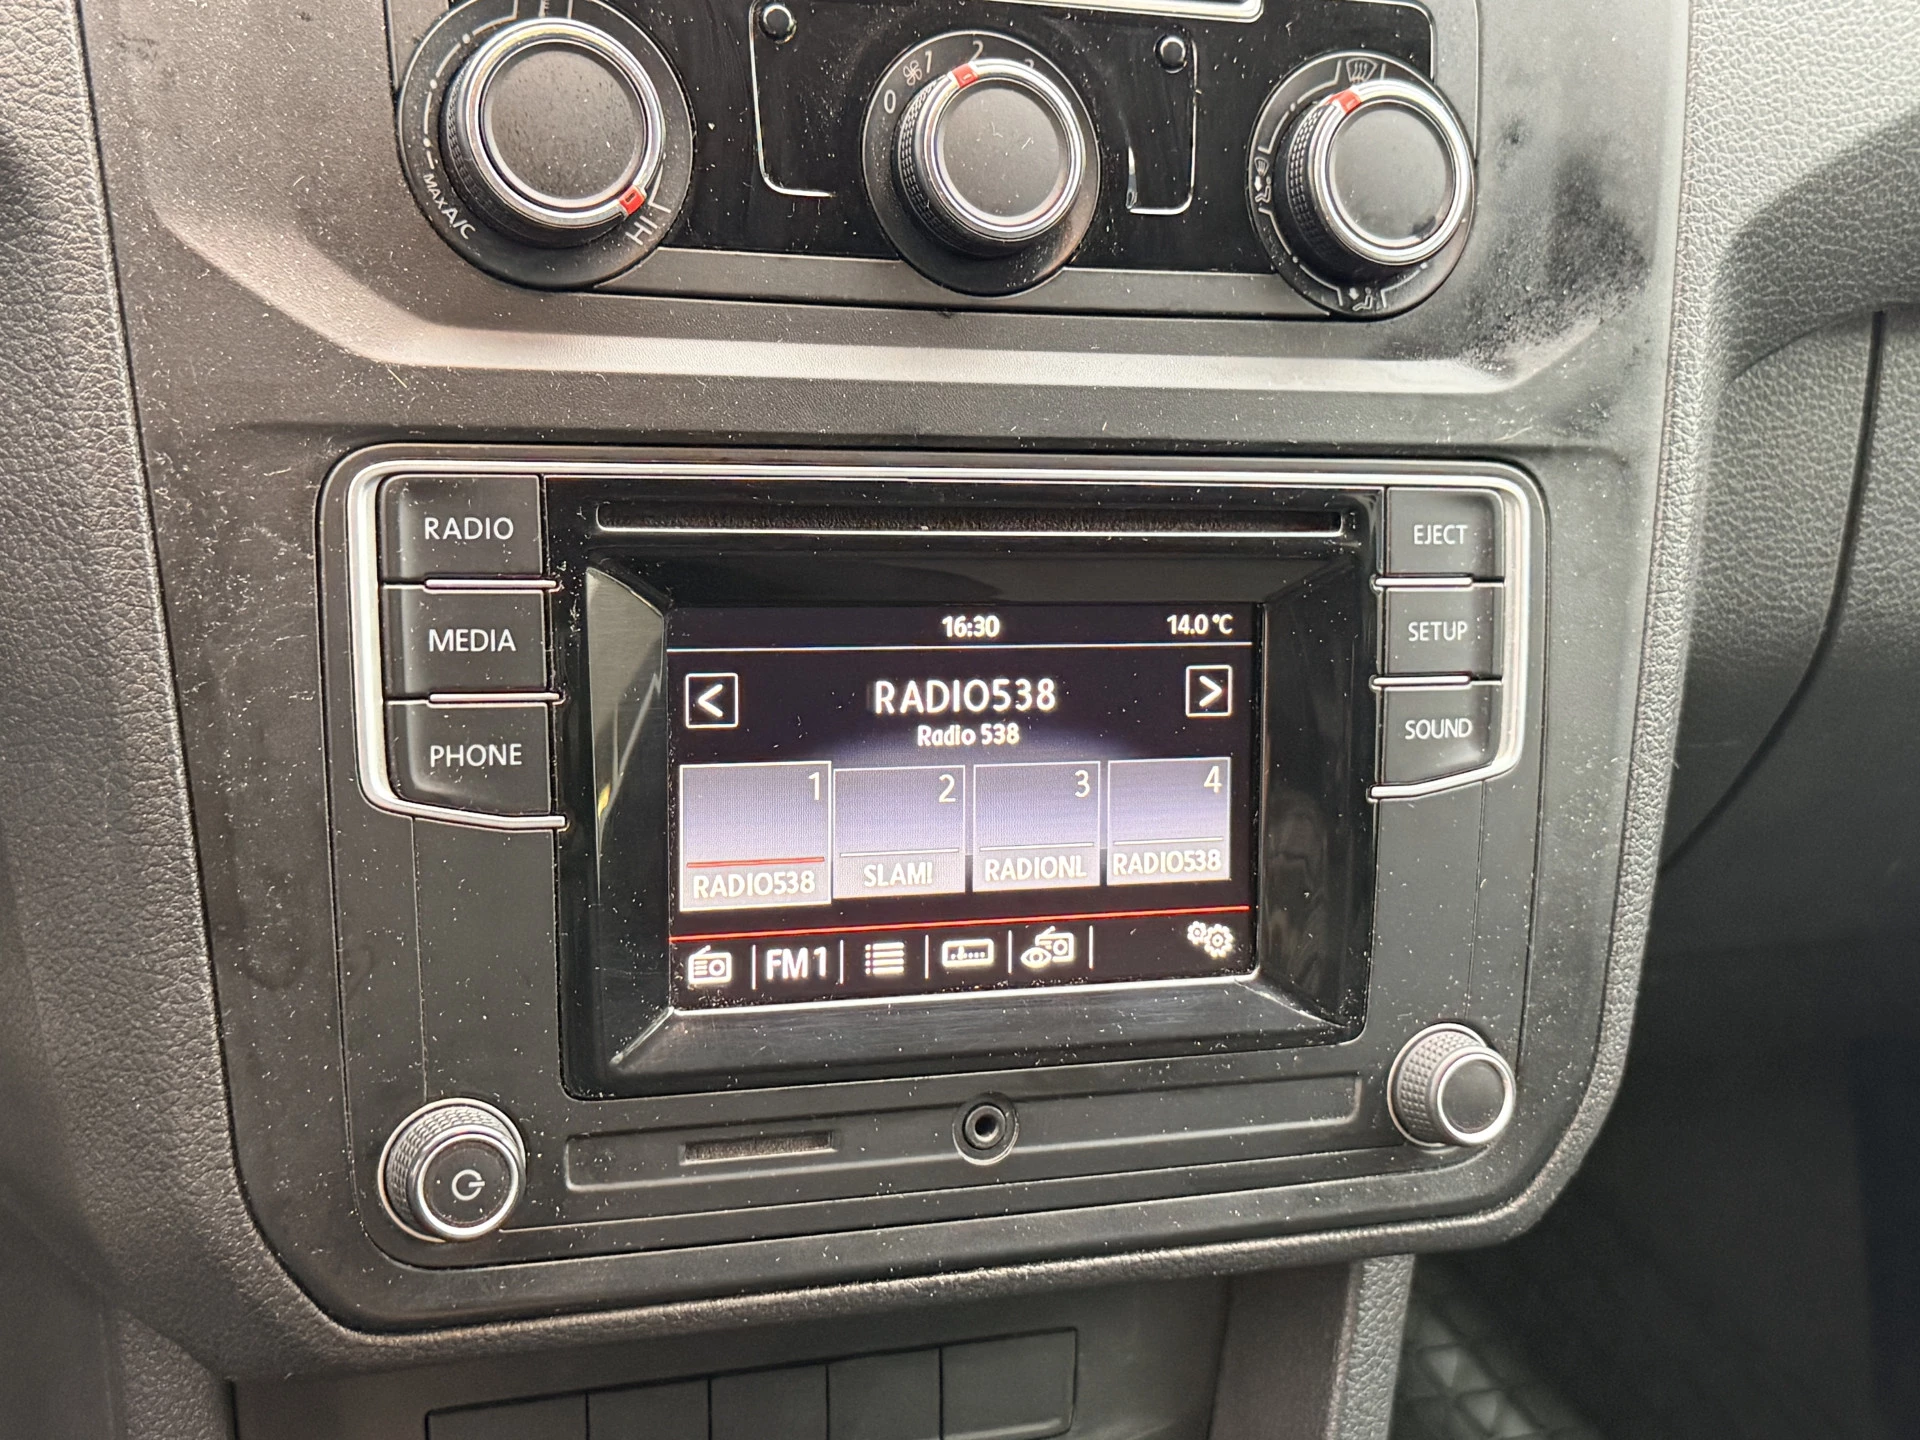 0 1 2 3
MAX A/C
HI
RADIO
MEDIA
PHONE
EJECT
SETUP
SOUND
16:30 14.0 °C
< RADIO538 >
Radio 538
1 2 3 4
RADIO538 SLAM! RADIONL RADIO538
FM1